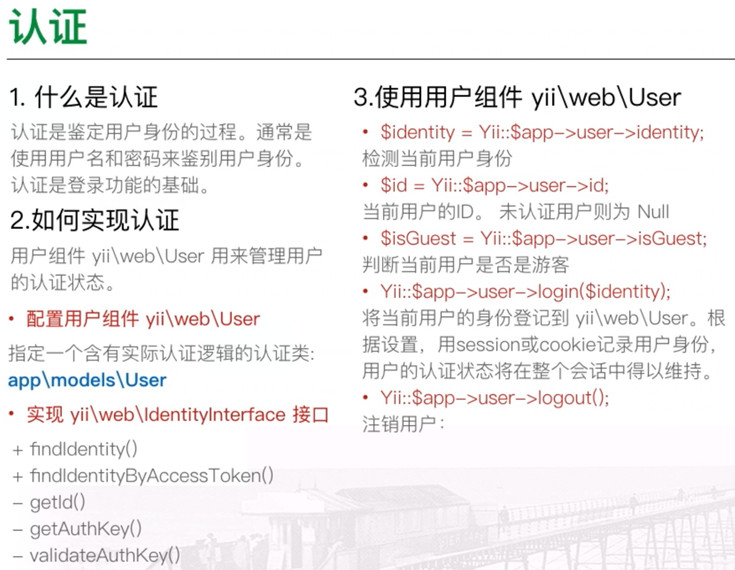 认证
1. 什么是认证
认证是鉴定用户身份的过程。通常是
使用用户名和密码来鉴别用户身份。
认证是登录功能的基础。
2.如何实现认证
用户组件 yii\web\User 用来管理用户
的认证状态。
• 配置用户组件 yii\web\User
指定一个含有实际认证逻辑的认证类:
app\models\User
• 实现 yii\web\IdentityInterface 接口
+ findIdentity()
+ findIdentityByAccessToken()
– getId()
– getAuthKey()
– validateAuthKey()
3.使用用户组件 yii\web\User
• $identity = Yii::$app->user->identity;
检测当前用户身份
• $id = Yii::$app->user->id;
当前用户的ID。 未认证用户则为 Null
• $isGuest = Yii::$app->user->isGuest;
判断当前用户是否是游客
• Yii::$app->user->login($identity);
将当前用户的身份登记到 yii\web\User。根
据设置，用session或cookie记录用户身份，
用户的认证状态将在整个会话中得以维持。
• Yii::$app->user->logout();
注销用户：